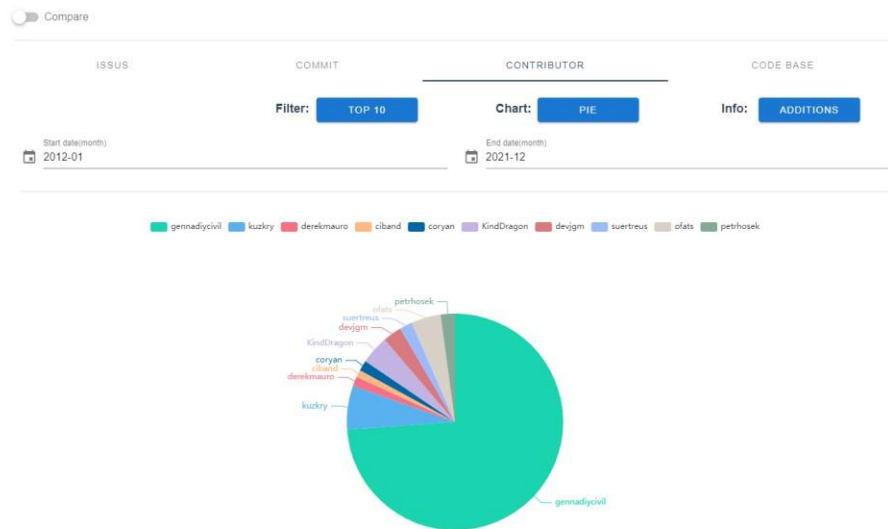 Compare
ISSUS COMMIT CONTRIBUTOR CODE BASE
Filter: TOP 10 Chart: PIE Info: ADDITIONS
Start date(month) End date(month)
2012-01 2021-12
gennadiycivil kuzkry derekmauro ciband coryan KindDragon devjgm suertreus ofats petrhosek
petrhosek
ofats
suertreus
devjgm
KindDragon
coryan
ciband
derekmauro
kuzkry
gennadiycivil